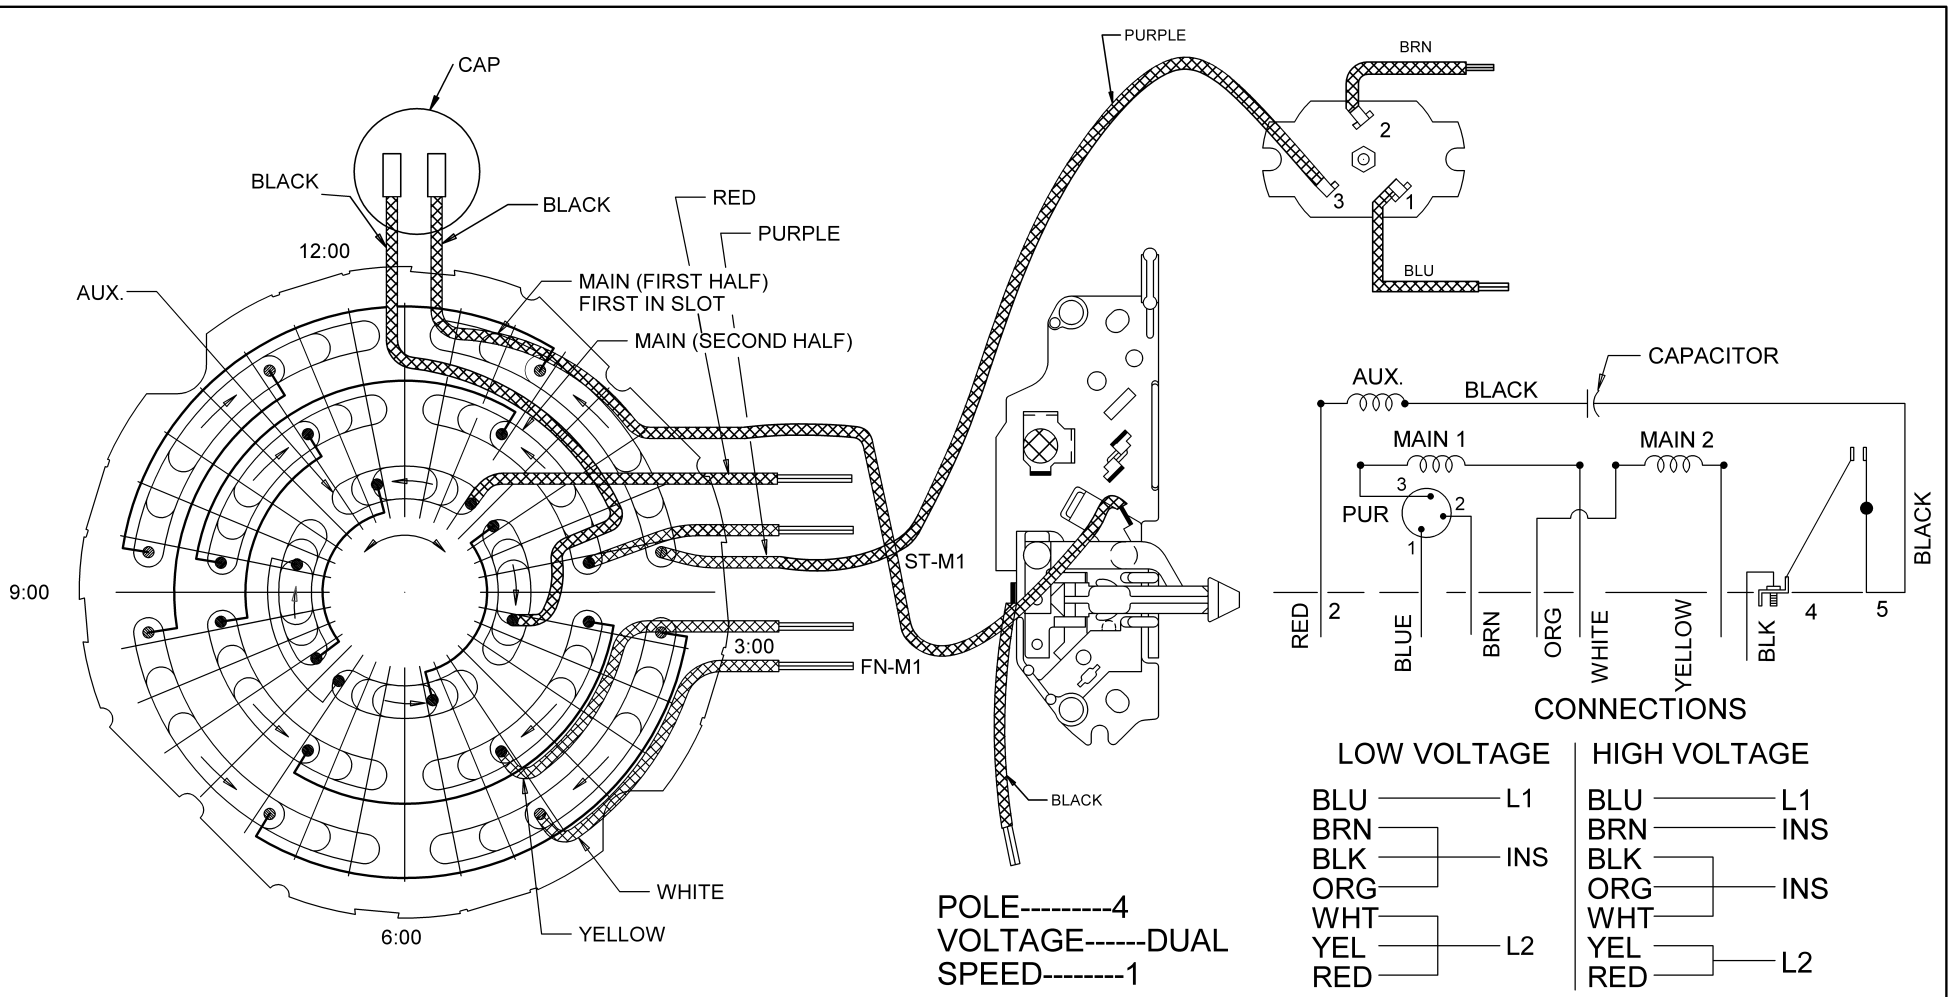 CAP
BLACK
BLACK
12:00
AUX.
RED
PURPLE
MAIN (FIRST HALF)
FIRST IN SLOT
MAIN (SECOND HALF)
9:00
3:00
6:00
ST-M1
FN-M1
WHITE
YELLOW
PURPLE
BRN
2
3
1
BLU
BLACK
CAPACITOR
AUX.
BLACK
MAIN 1
MAIN 2
3
2
PUR
1
BLACK
RED
2
BLUE
BRN
ORG
WHITE
YELLOW
BLK
4
5
POLE---------4
VOLTAGE------DUAL
SPEED--------1
CONNECTIONS
LOW VOLTAGE
BLU L1
BRN
BLK INS
ORG
WHT
YEL L2
RED
HIGH VOLTAGE
BLU L1
BRN INS
BLK
ORG INS
WHT
YEL
L2
RED